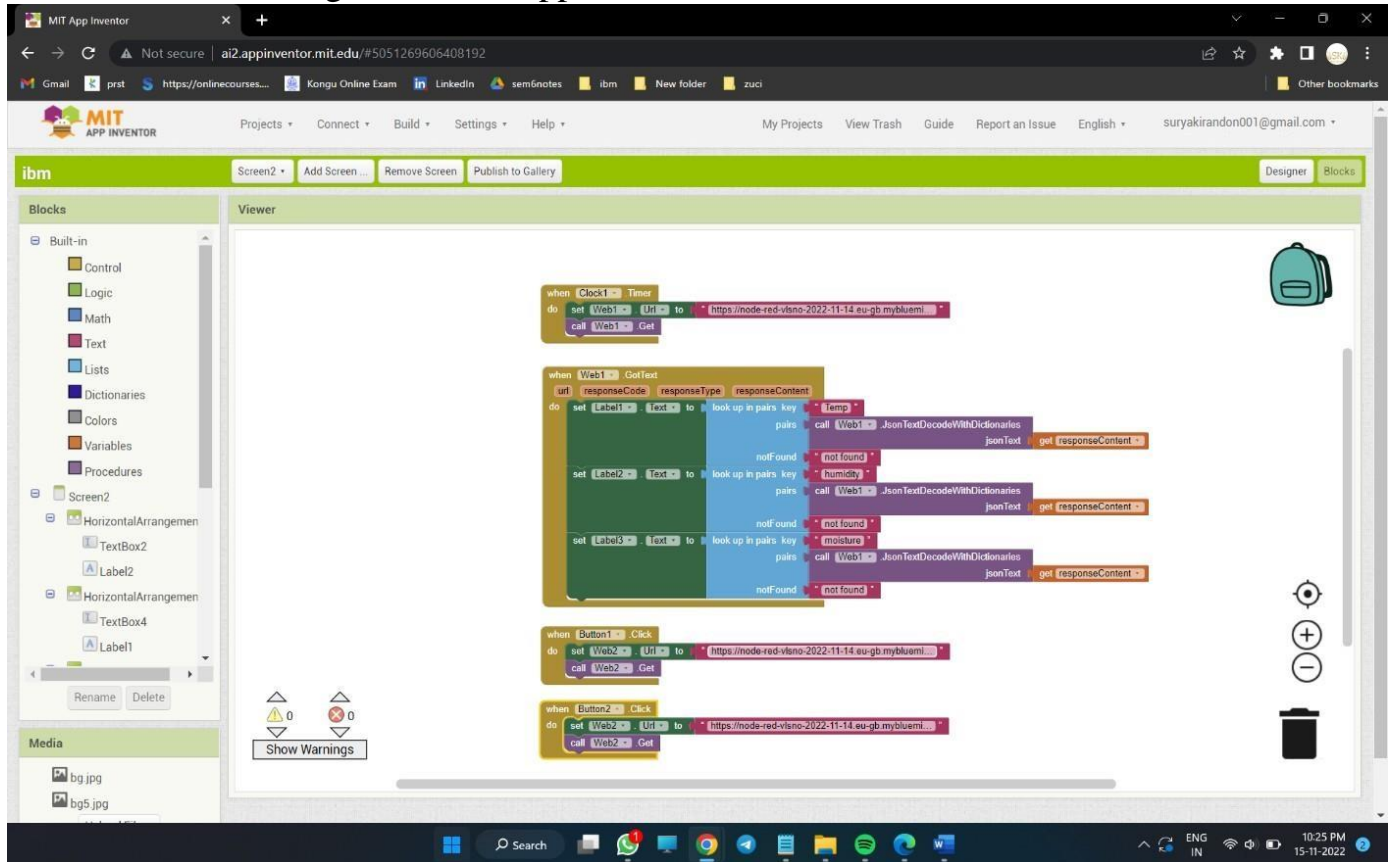 MIT App Inventor
Not secure | ai2.appinventor.mit.edu/#5051269606408192
Gmail prst https://onlinecourses.... Kongu Online Exam LinkedIn sem6notes ibm New folder zuci Other bookmarks
MIT
APP INVENTOR
Projects Connect Build Settings Help My Projects View Trash Guide Report an Issue English suryakirandon001@gmail.com
ibm Screen2 Add Screen ... Remove Screen Publish to Gallery Designer Blocks
Blocks Viewer
Built-in
Control
Logic
Math
Text
Lists
Dictionaries
Colors
Variables
Procedures
Screen2
HorizontalArrangemen
TextBox2
Label2
HorizontalArrangemen
TextBox4
Label1
Rename Delete
Media
bg.jpg
bg5.jpg
when Clock1 .Timer
do set Web1 . Url to " https://node-red-vlsno-2022-11-14.eu-gb.mybluemi... "
call Web1 .Get
when Web1 .GotText
url responseCode responseType responseContent
do set Label1 . Text to look up in pairs key " Temp "
pairs call Web1 .JsonTextDecodeWithDictionaries
jsonText get responseContent
notFound " not found "
set Label2 . Text to look up in pairs key " humidity "
pairs call Web1 .JsonTextDecodeWithDictionaries
jsonText get responseContent
notFound " not found "
set Label3 . Text to look up in pairs key " moisture "
pairs call Web1 .JsonTextDecodeWithDictionaries
jsonText get responseContent
notFound " not found "
when Button1 .Click
do set Web2 . Url to " https://node-red-vlsno-2022-11-14.eu-gb.mybluemi... "
call Web2 .Get
when Button2 .Click
do set Web2 . Url to " https://node-red-vlsno-2022-11-14.eu-gb.mybluemi... "
call Web2 .Get
0 0
Show Warnings
Search 1 ENG
IN
10:25 PM
15-11-2022 2